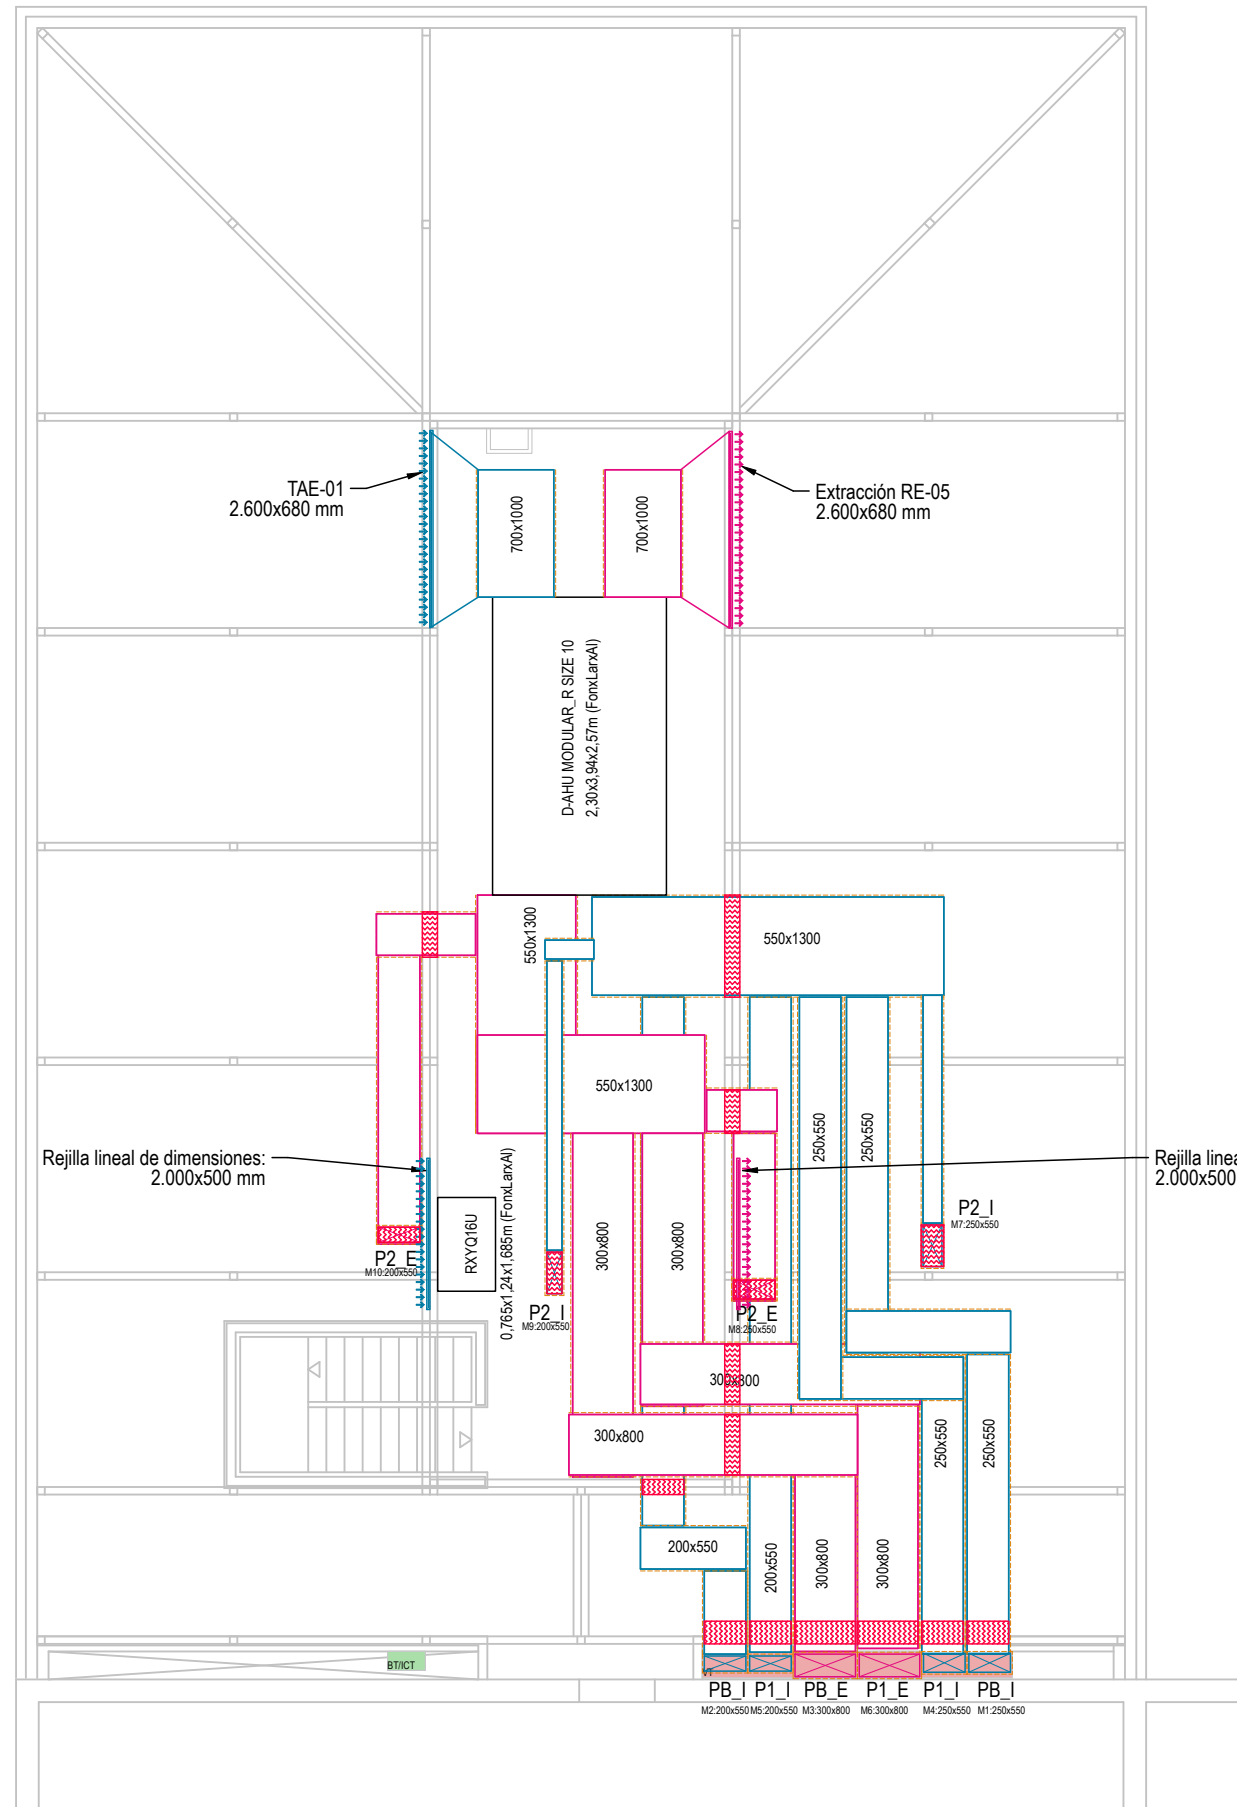 TAE-01
2.600x680 mm
Extracción RE-05
2.600x680 mm
700x1000
700x1000
D-AHU MODULAR_R SIZE 10
2,30x3,94x2,57m (FonxLarxAl)
550x1300
550x1300
550x1300
250x550
250x550
Rejilla lineal de dimensiones:
2.000x500 mm
Rejilla linea
2.000x500
RXYQ16U
0,765x1,24x1,685m (FonxLarxAl)
300x800
300x800
P2_I
M7:250x550
P2_E
M10:200x550
P2_I
M9:200x550
P2_E
M8:250x550
300x800
300x800
250x550
250x550
200x550
200x550
300x800
300x800
BT/ICT
PB_I P1_I PB_E P1_E P1_I PB_I
M2:200x550 M5:200x550 M3:300x800 M6:300x800 M4:250x550 M1:250x550